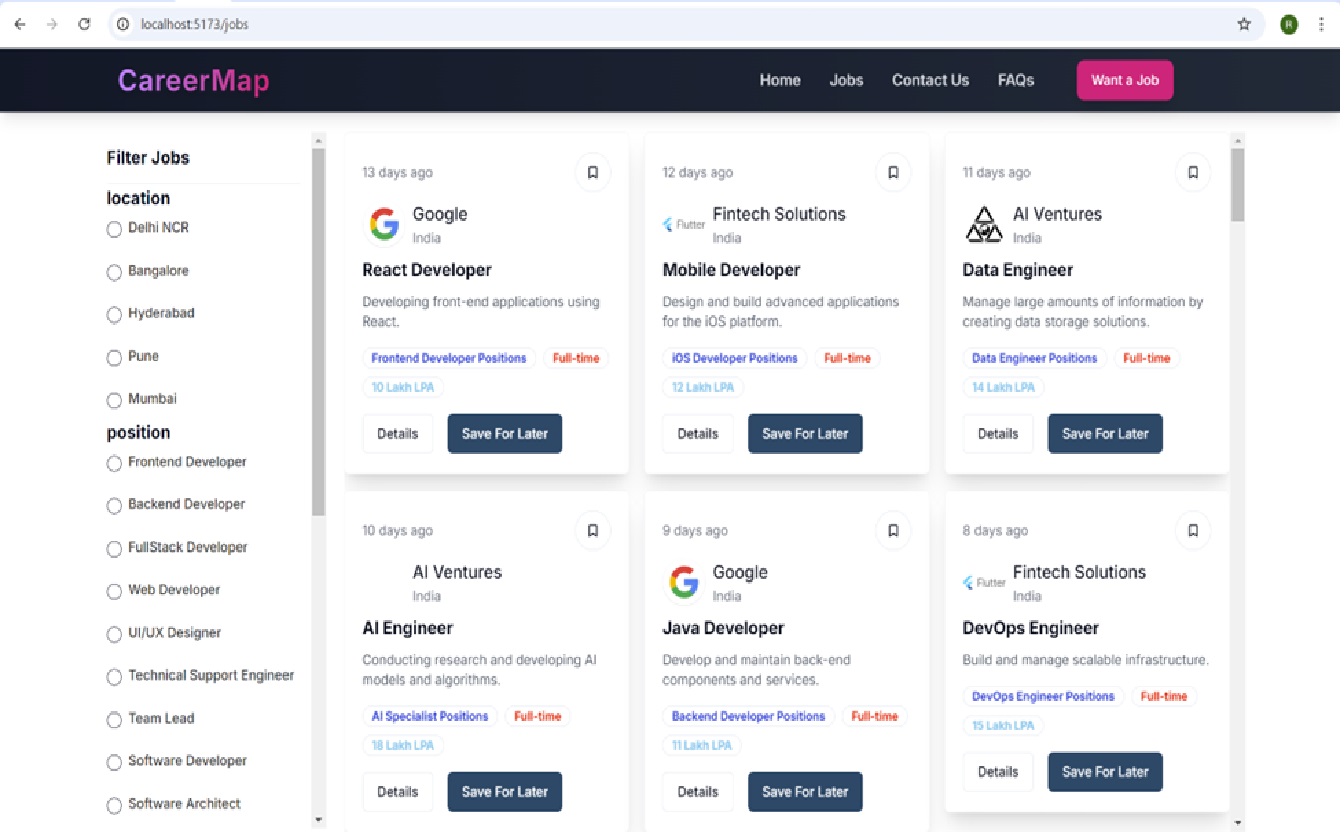 localhost:5173/jobs
R
CareerMap
Home
Jobs
Contact Us
FAQs
Want a Job
Filter Jobs
location
Delhi NCR
Bangalore
Hyderabad
Pune
Mumbai
position
Frontend Developer
Backend Developer
FullStack Developer
Web Developer
UI/UX Designer
Technical Support Engineer
Team Lead
Software Developer
Software Architect
13 days ago
Google
India
React Developer
Developing front-end applications using
React.
Frontend Developer Positions
Full-time
10 Lakh LPA
Details
Save For Later
12 days ago
Flutter
Fintech Solutions
India
Mobile Developer
Design and build advanced applications
for the iOS platform.
iOS Developer Positions
Full-time
12 Lakh LPA
Details
Save For Later
11 days ago
AI Ventures
India
Data Engineer
Manage large amounts of information by
creating data storage solutions.
Data Engineer Positions
Full-time
14 Lakh LPA
Details
Save For Later
10 days ago
AI Ventures
India
AI Engineer
Conducting research and developing AI
models and algorithms.
AI Specialist Positions
Full-time
18 Lakh LPA
Details
Save For Later
9 days ago
Google
India
Java Developer
Develop and maintain back-end
components and services.
Backend Developer Positions
Full-time
11 Lakh LPA
Details
Save For Later
8 days ago
Flutter
Fintech Solutions
India
DevOps Engineer
Build and manage scalable infrastructure.
DevOps Engineer Positions
Full-time
15 Lakh LPA
Details
Save For Later